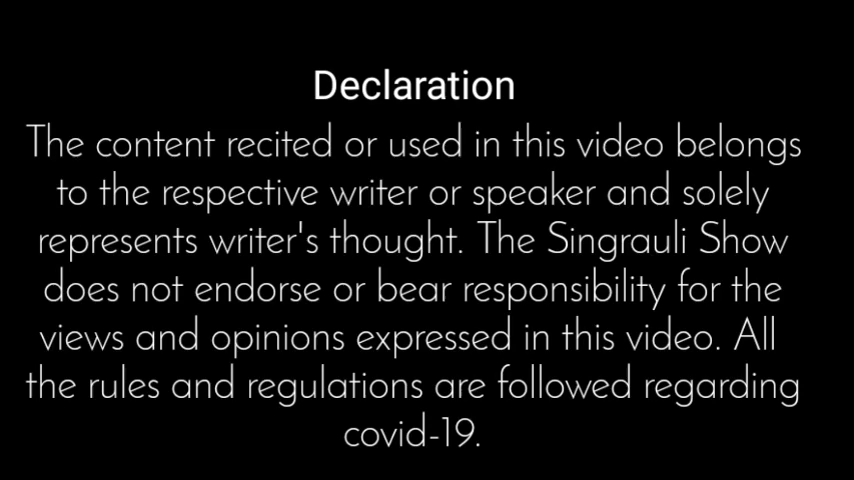 Declaration
The content recited or used in this video belongs
to the respective writer or speaker and solely
represents writer's thought. The Singrauli Show
does not endorse or bear responsibility for the
views and opinions expressed in this video. All
the rules and regulations are followed regarding
covid-19.